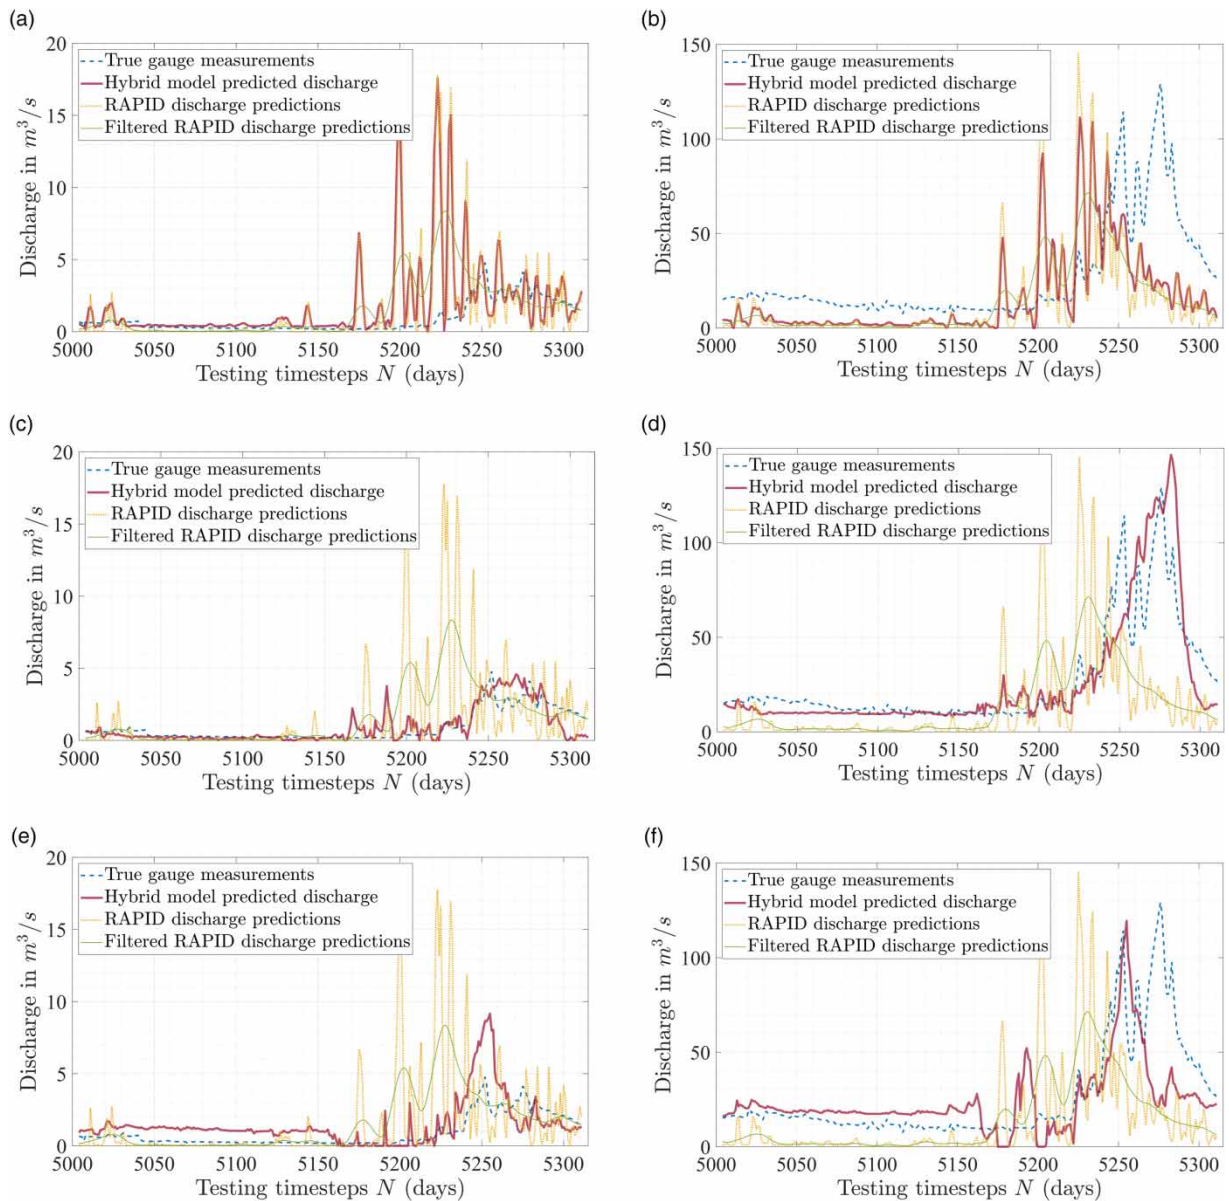 (a)
20
15
10
5
0
Discharge in m³/s
True gauge measurements
Hybrid model predicted discharge
RAPID discharge predictions
Filtered RAPID discharge predictions
5000 5050 5100 5150 5200 5250 5300
Testing timesteps N (days)
(b)
150
100
50
0
Discharge in m³/s
True gauge measurements
Hybrid model predicted discharge
RAPID discharge predictions
Filtered RAPID discharge predictions
5000 5050 5100 5150 5200 5250 5300
Testing timesteps N (days)
(c)
20
15
10
5
0
Discharge in m³/s
True gauge measurements
Hybrid model predicted discharge
RAPID discharge predictions
Filtered RAPID discharge predictions
5000 5050 5100 5150 5200 5250 5300
Testing timesteps N (days)
(d)
150
100
50
0
Discharge in m³/s
True gauge measurements
Hybrid model predicted discharge
RAPID discharge predictions
Filtered RAPID discharge predictions
5000 5050 5100 5150 5200 5250 5300
Testing timesteps N (days)
(e)
20
15
10
5
0
Discharge in m³/s
True gauge measurements
Hybrid model predicted discharge
RAPID discharge predictions
Filtered RAPID discharge predictions
5000 5050 5100 5150 5200 5250 5300
Testing timesteps N (days)
(f)
150
100
50
0
Discharge in m³/s
True gauge measurements
Hybrid model predicted discharge
RAPID discharge predictions
Filtered RAPID discharge predictions
5000 5050 5100 5150 5200 5250 5300
Testing timesteps N (days)